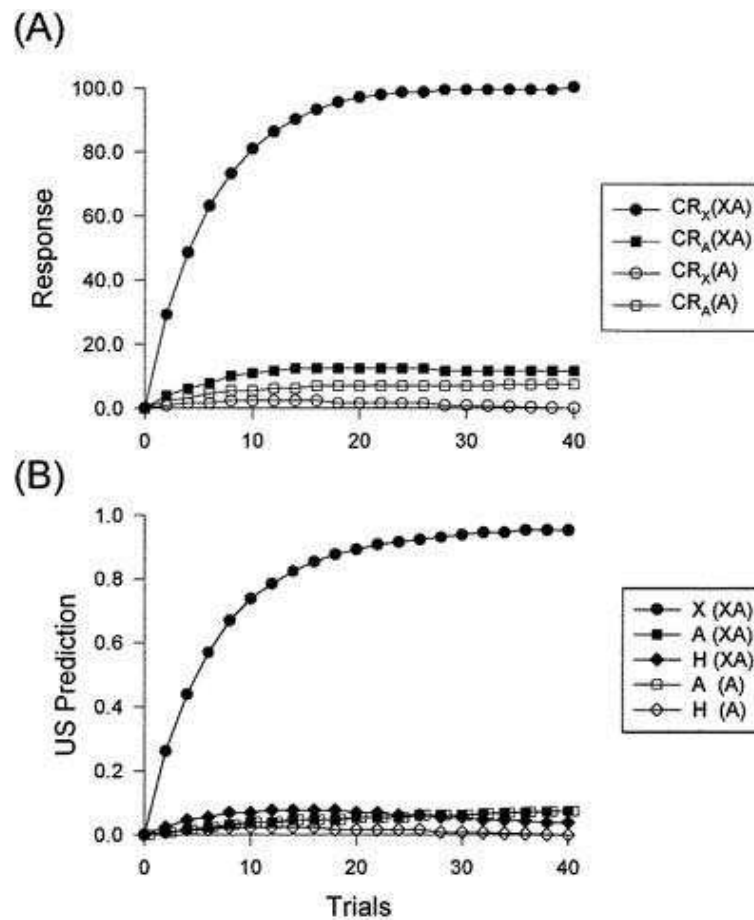 (A)
100.0
80.0
60.0
40.0
20.0
0.0
Response
0 10 20 30 40
CRX(XA)
CRA(XA)
CRX(A)
CRA(A)
(B)
1.0
0.8
0.6
0.4
0.2
0.0
US Prediction
0 10 20 30 40
Trials
X (XA)
A (XA)
H (XA)
A (A)
H (A)